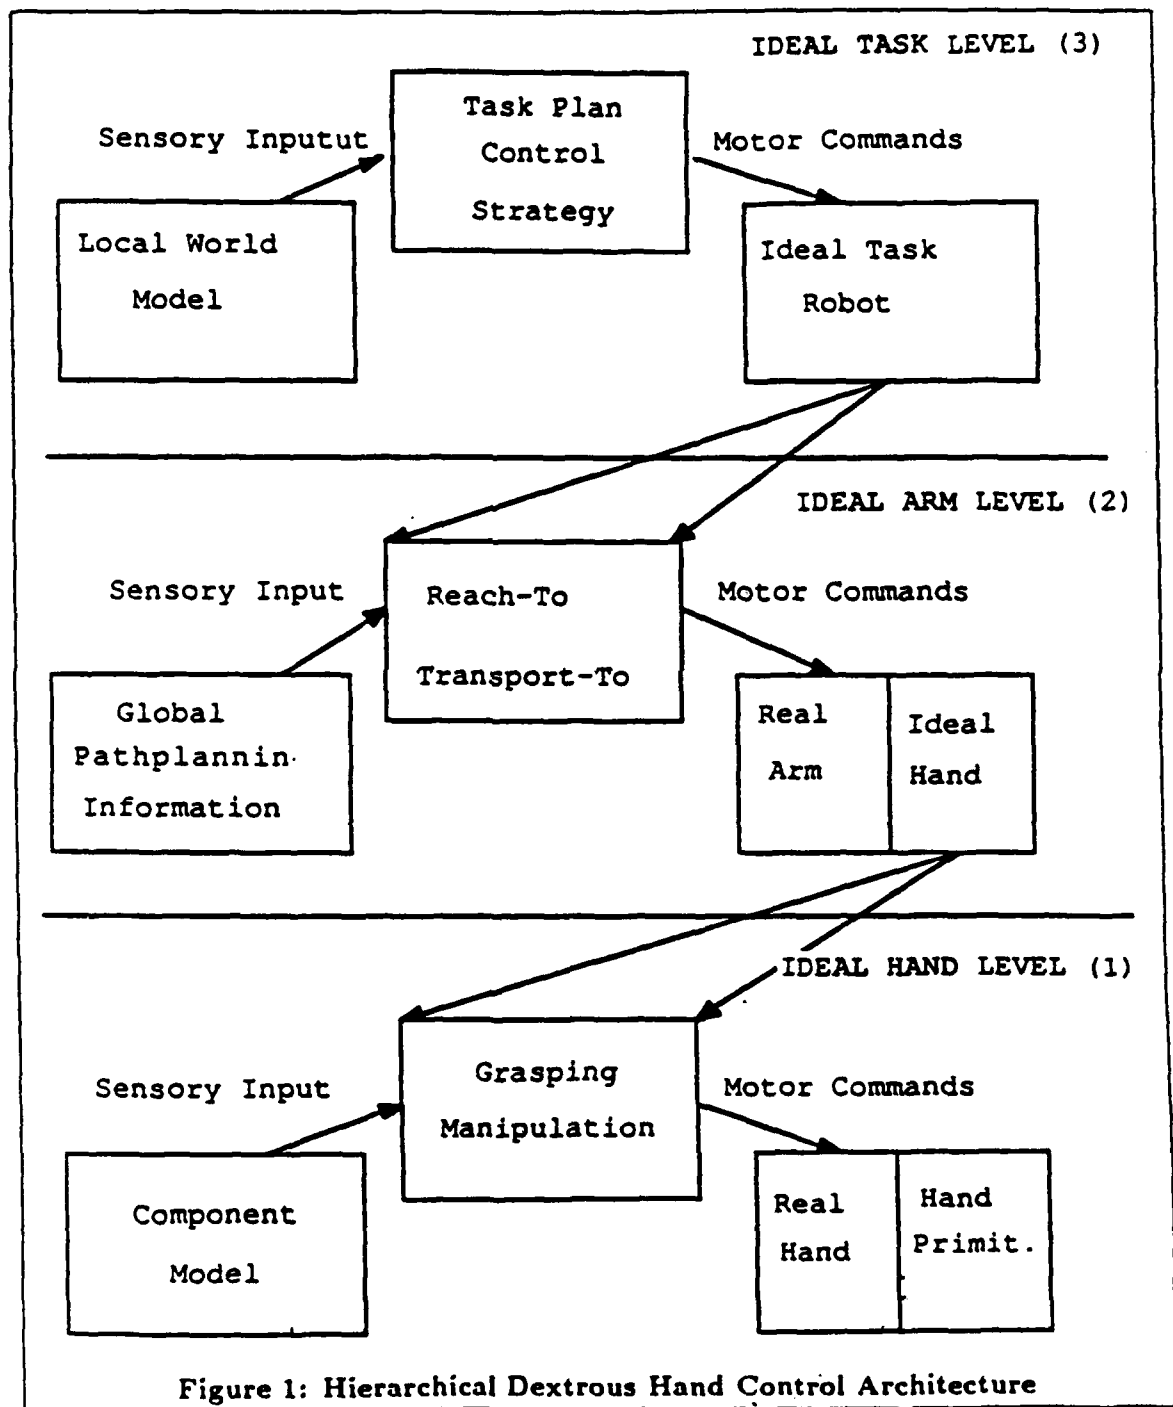 IDEAL TASK LEVEL (3)
Task Plan
Control
Strategy
Sensory Inputut
Motor Commands
Local World
Model
Ideal Task
Robot
IDEAL ARM LEVEL (2)
Sensory Input
Reach-To
Transport-To
Motor Commands
Global
Pathplannin
Information
Real
Arm
Ideal
Hand
IDEAL HAND LEVEL (1)
Sensory Input
Grasping
Manipulation
Motor Commands
Component
Model
Real
Hand
Hand
Primit.
Figure 1: Hierarchical Dextrous Hand Control Architecture